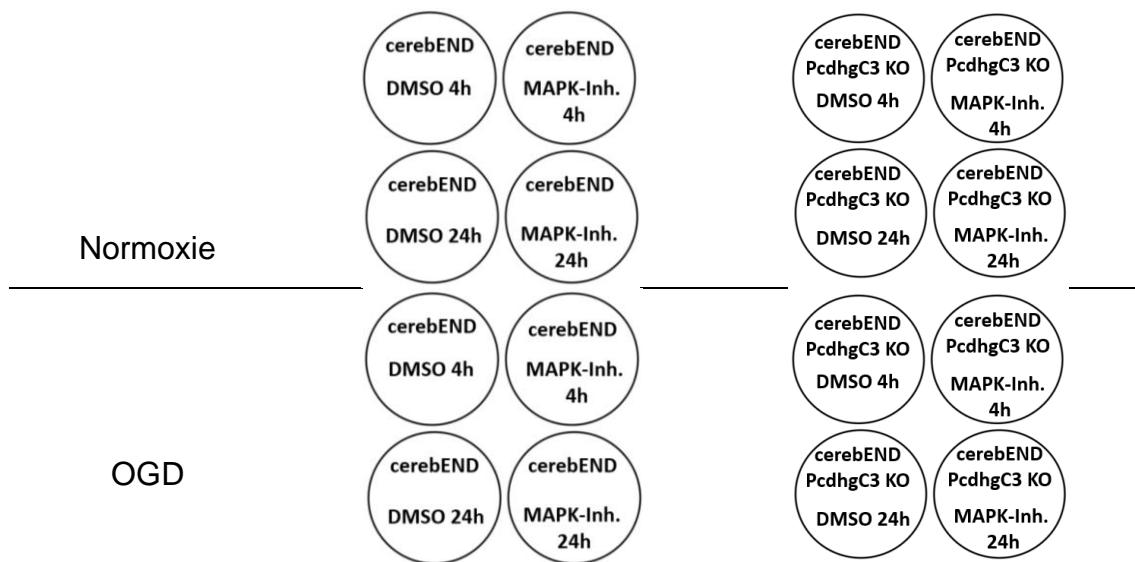 cerebEND
DMSO 4h
cerebEND
MAPK-Inh.
4h
cerebEND
PcdhgC3 KO
DMSO 4h
cerebEND
PcdhgC3 KO
MAPK-Inh.
4h
Normoxie
cerebEND
DMSO 24h
cerebEND
MAPK-Inh.
24h
cerebEND
PcdhgC3 KO
DMSO 24h
cerebEND
PcdhgC3 KO
MAPK-Inh.
24h
cerebEND
DMSO 4h
cerebEND
MAPK-Inh.
4h
cerebEND
PcdhgC3 KO
DMSO 4h
cerebEND
PcdhgC3 KO
MAPK-Inh.
4h
OGD
cerebEND
DMSO 24h
cerebEND
MAPK-Inh.
24h
cerebEND
PcdhgC3 KO
DMSO 24h
cerebEND
PcdhgC3 KO
MAPK-Inh.
24h